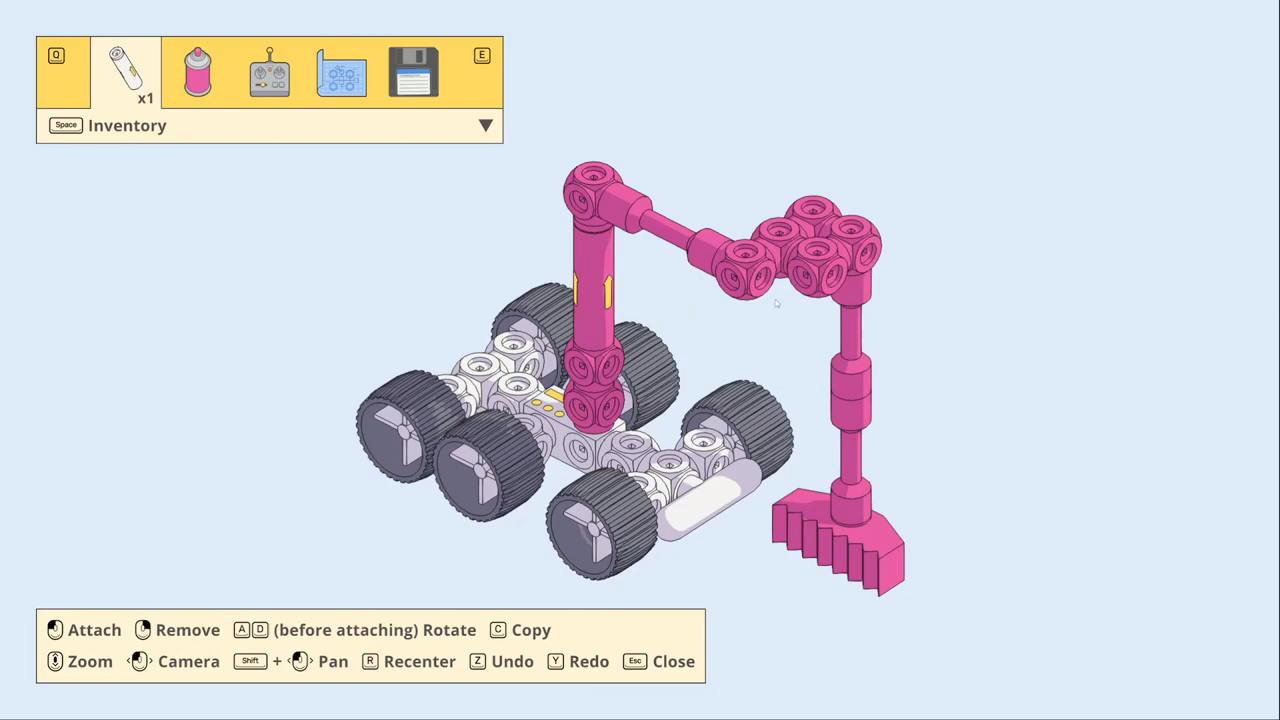 Q
E
x1
Space Inventory
Attach Remove A D (before attaching) Rotate C Copy
Zoom Camera Shift + Pan R Recenter Z Undo Y Redo Esc Close